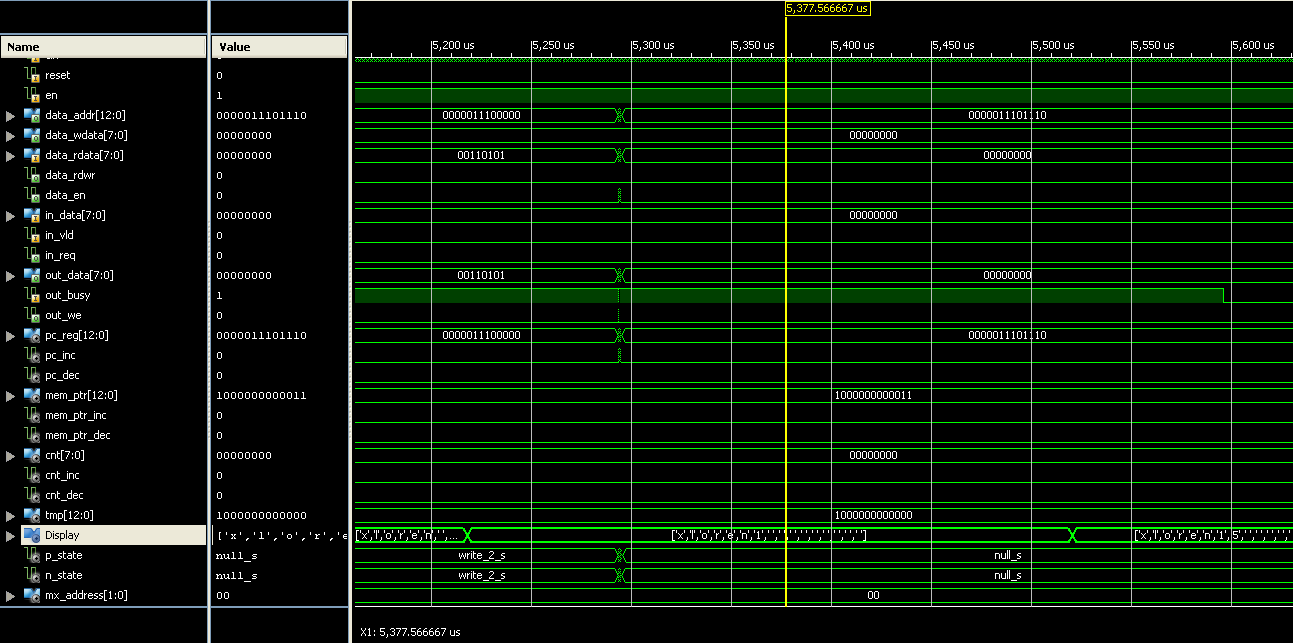 5,377.566667 us
Name Value 5,200 us 5,250 us 5,300 us 5,350 us 5,400 us 5,450 us 5,500 us 5,550 us 5,600 us
reset 0
en 1
data_addr[12:0] 0000011101110 0000011100000 0000011101110
data_wdata[7:0] 00000000 00000000
data_rdata[7:0] 00000000 00110101 00000000
data_rdwr 0
data_en 0
in_data[7:0] 00000000 00000000
in_vld 0
in_req 0
out_data[7:0] 00000000 00110101 00000000
out_busy 1
out_we 0
pc_reg[12:0] 0000011101110 0000011100000 0000011101110
pc_inc 0
pc_dec 0
mem_ptr[12:0] 1000000000011 1000000000011
mem_ptr_inc 0
mem_ptr_dec 0
cnt[7:0] 00000000 00000000
cnt_inc 0
cnt_dec 0
tmp[12:0] 1000000000000 1000000000000
Display ['x','l','o','r','e ['x','l','o','r','e','n',' ',... ['x','l','o','r','e','n','1',' ',' ',' ',' ',' ',' ',' ',' ',' '] ['x','l','o','r','e','n','1','5',' ',' ',' ',' ',' '
p_state null_s write_2_s null_s
n_state null_s write_2_s null_s
mx_address[1:0] 00 00
X1: 5,377.566667 us